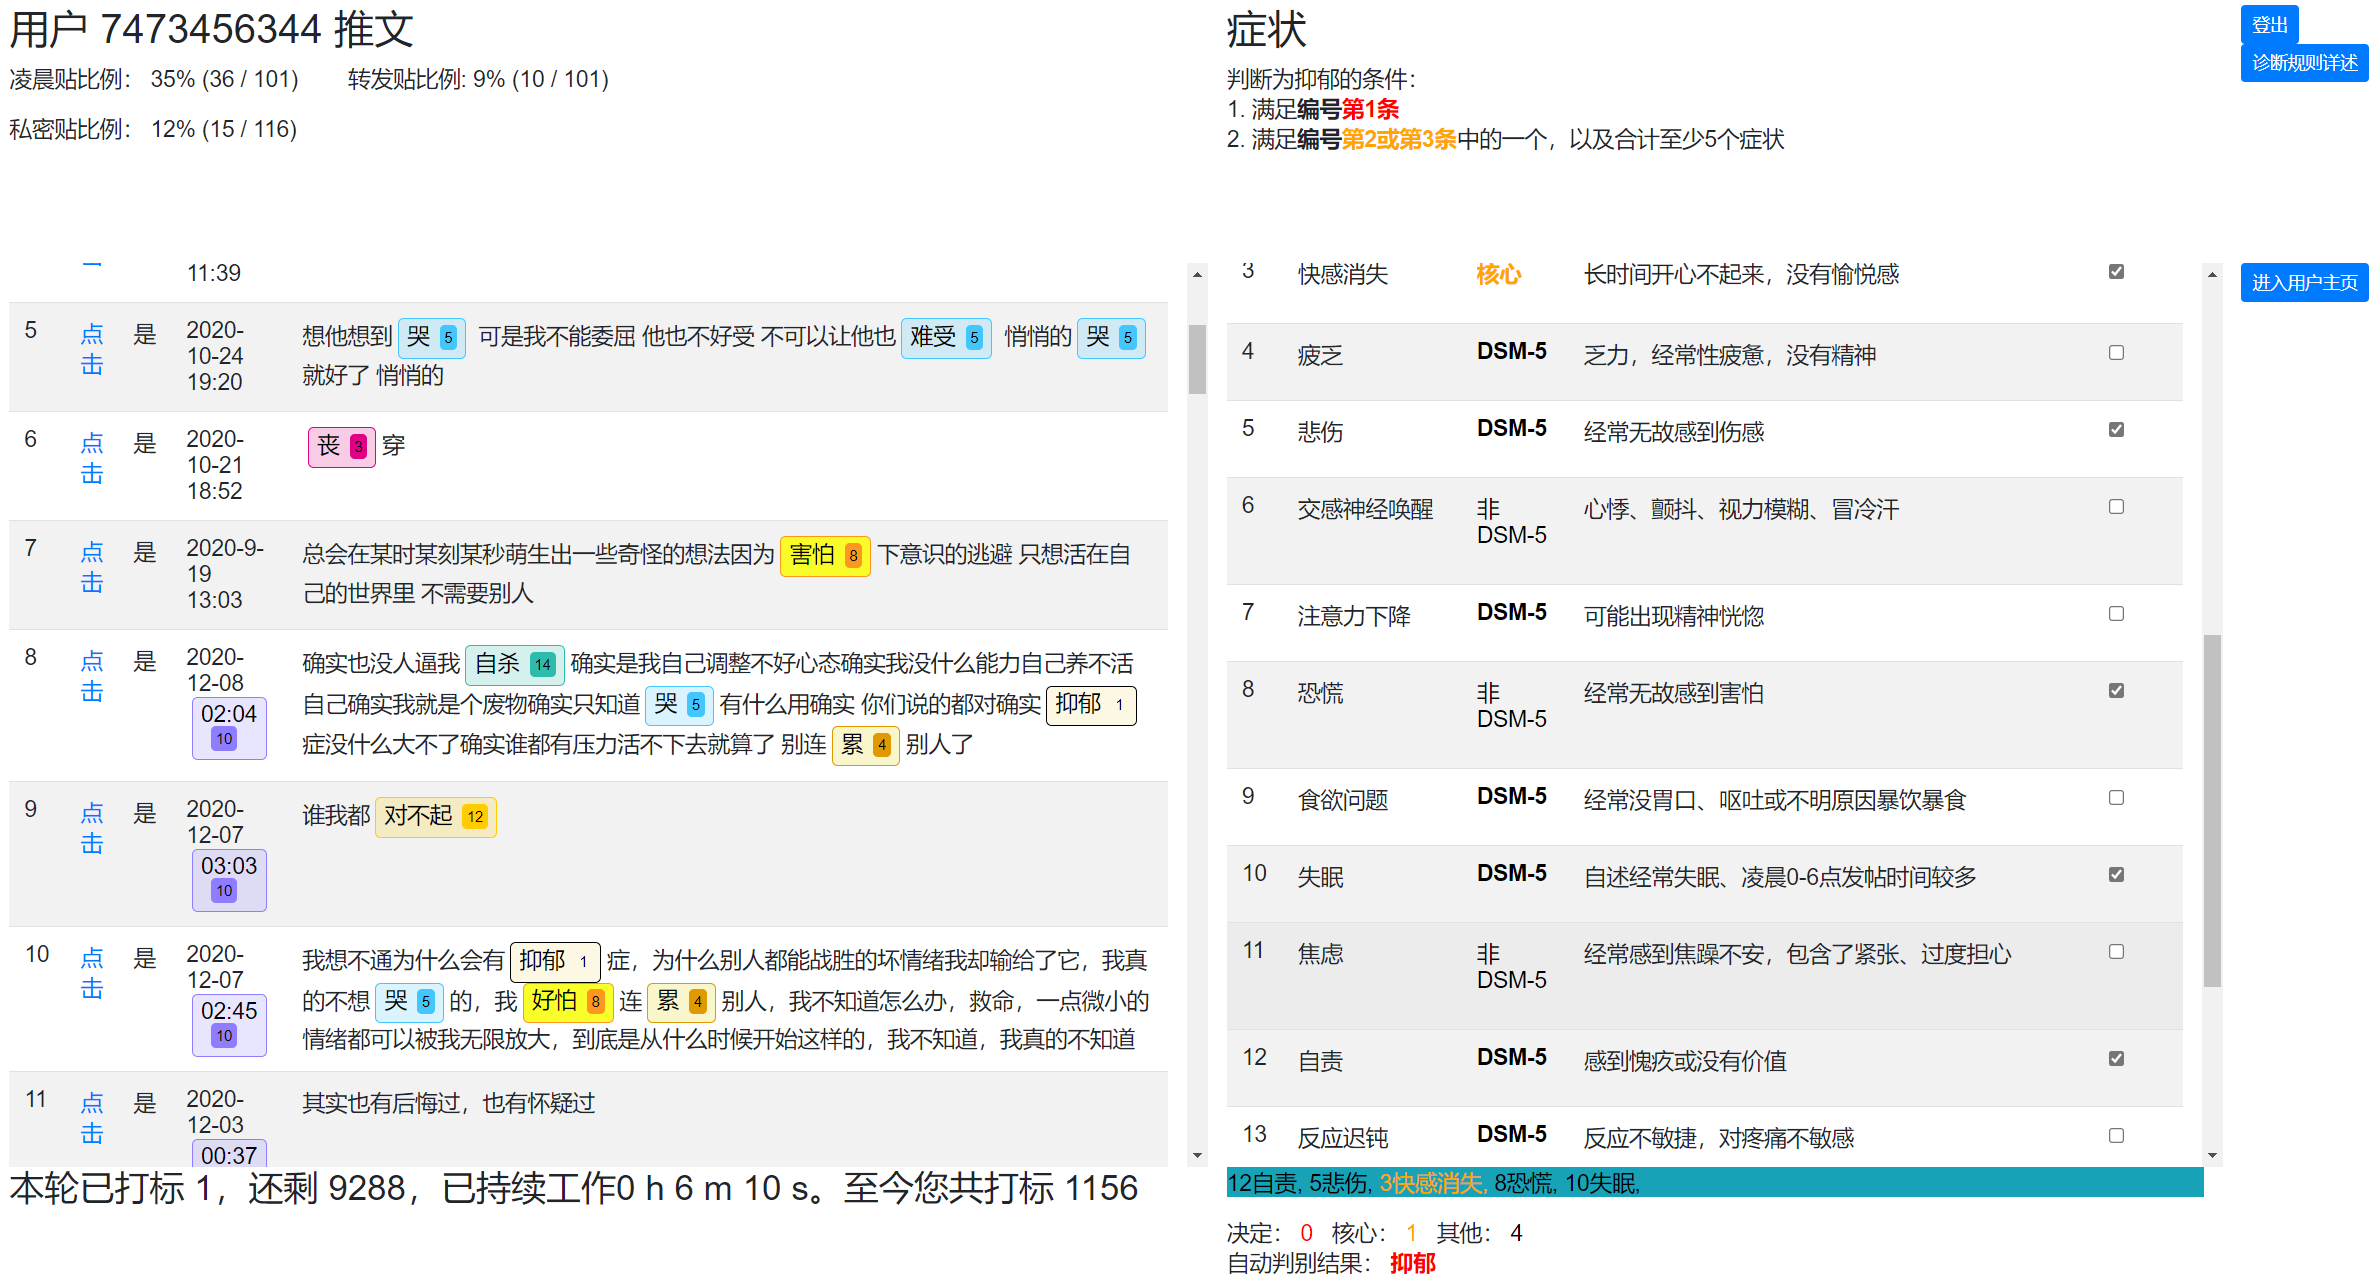 用户 7473456344 推文
凌晨贴比例： 35% (36 / 101) 转发贴比例: 9% (10 / 101)
私密贴比例： 12% (15 / 116)
11:39
5 点击 是 2020-10-24 19:20 想他想到 哭 5 可是我不能委屈 他也不好受 不可以让他也 难受 5 悄悄的 哭 5
就好了 悄悄的
6 点击 是 2020-10-21 18:52 丧 3 穿
7 点击 是 2020-9-19 13:03 总会在某时某刻某秒萌生出一些奇怪的想法因为 害怕 8 下意识的逃避 只想活在自
己的世界里 不需要别人
8 点击 是 2020-12-08 02:04 10 确实也没人逼我 自杀 14 确实是我自己调整不好心态确实我没什么能力自己养不活
自己确实我就是个废物确实只知道 哭 5 有什么用确实 你们说的都对确实 抑郁 1
症没什么大不了确实谁都有压力活不下去就算了 别连 累 4 别人了
9 点击 是 2020-12-07 03:03 10 谁我都 对不起 12
10 点击 是 2020-12-07 02:45 10 我想不通为什么会有 抑郁 1 症，为什么别人都能战胜的坏情绪我却输给了它，我真
的不想 哭 5 的，我 好怕 8 连 累 4 别人，我不知道怎么办，救命，一点微小的
情绪都可以被我无限放大，到底是从什么时候开始这样的，我不知道，我真的不知道
11 点击 是 2020-12-03 00:37 其实也有后悔过，也有怀疑过
本轮已打标 1，还剩 9288，已持续工作0 h 6 m 10 s。至今您共打标 1156
症状
判断为抑郁的条件：
1. 满足编号第1条
2. 满足编号第2或第3条中的一个，以及合计至少5个症状
3 快感消失 核心 长时间开心不起来，没有愉悦感
4 疲乏 DSM-5 乏力，经常性疲惫，没有精神
5 悲伤 DSM-5 经常无故感到伤感
6 交感神经唤醒 非DSM-5 心悸、颤抖、视力模糊、冒冷汗
7 注意力下降 DSM-5 可能出现精神恍惚
8 恐慌 非DSM-5 经常无故感到害怕
9 食欲问题 DSM-5 经常没胃口、呕吐或不明原因暴饮暴食
10 失眠 DSM-5 自述经常失眠、凌晨0-6点发帖时间较多
11 焦虑 非DSM-5 经常感到焦躁不安，包含了紧张、过度担心
12 自责 DSM-5 感到愧疚或没有价值
13 反应迟钝 DSM-5 反应不敏捷，对疼痛不敏感
12自责, 5悲伤, 3快感消失, 8恐慌, 10失眠,
决定： 0 核心： 1 其他： 4
自动判别结果： 抑郁
登出
诊断规则详述
进入用户主页